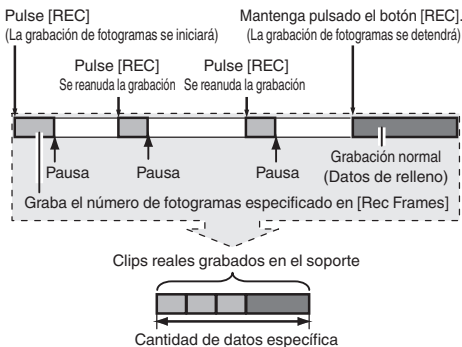 Pulse [REC]
(La grabación de fotogramas se iniciará)
Mantenga pulsado el botón [REC].
(La grabación de fotogramas se detendrá)
Pulse [REC]
Se reanuda la grabación
Pulse [REC]
Se reanuda la grabación
Pausa
Pausa
Pausa
Grabación normal
(Datos de relleno)
Graba el número de fotogramas especificado en [Rec Frames]
Clips reales grabados en el soporte
Cantidad de datos específica